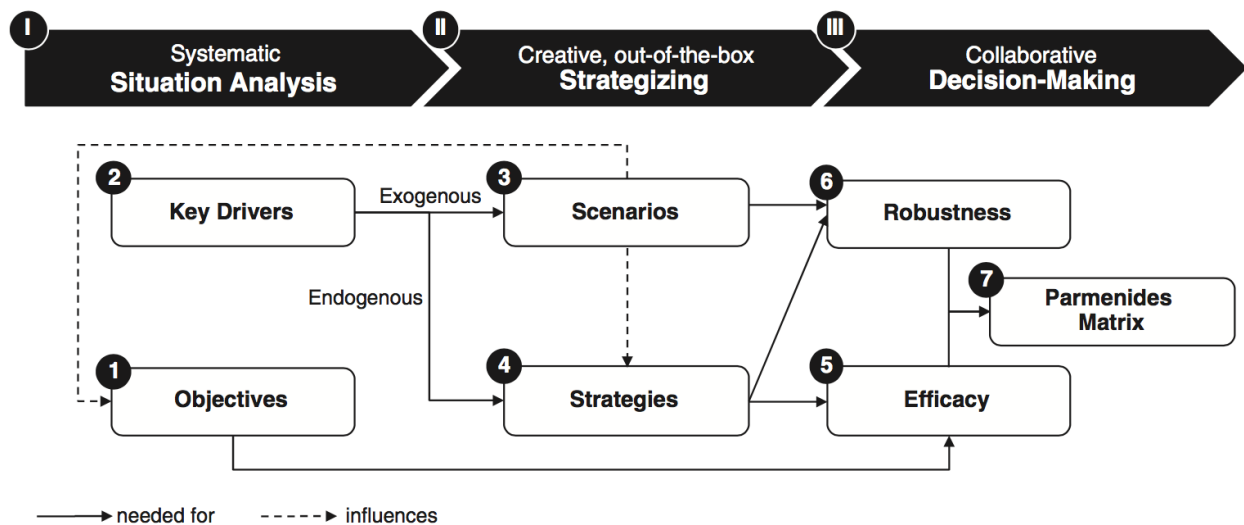 I
Systematic
Situation Analysis
II
Creative, out-of-the-box
Strategizing
III
Collaborative
Decision-Making
2
Key Drivers
Exogenous
3
Scenarios
6
Robustness
Endogenous
7
Parmenides
Matrix
1
Objectives
4
Strategies
5
Efficacy
needed for
influences